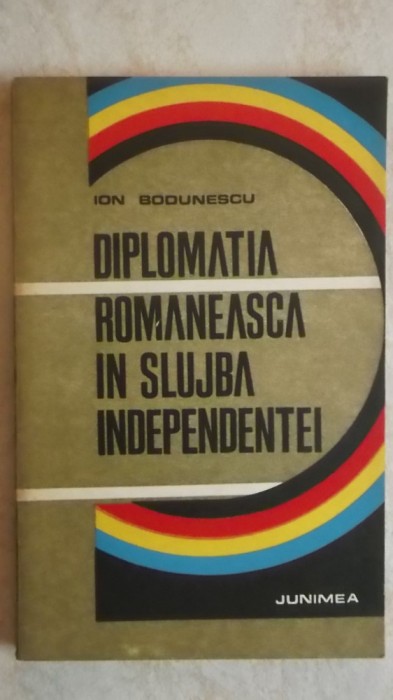 ION BODUNESCU
DIPLOMATIA
ROMANEASCA
IN SLUJBA
INDEPENDENTEI
JUNIMEA